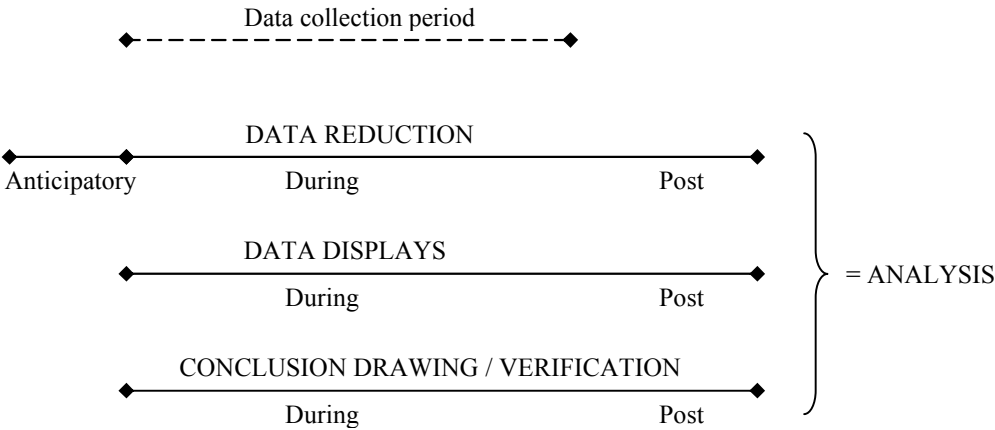 Data collection period
DATA REDUCTION
Anticipatory During Post
DATA DISPLAYS
During Post
= ANALYSIS
CONCLUSION DRAWING / VERIFICATION
During Post